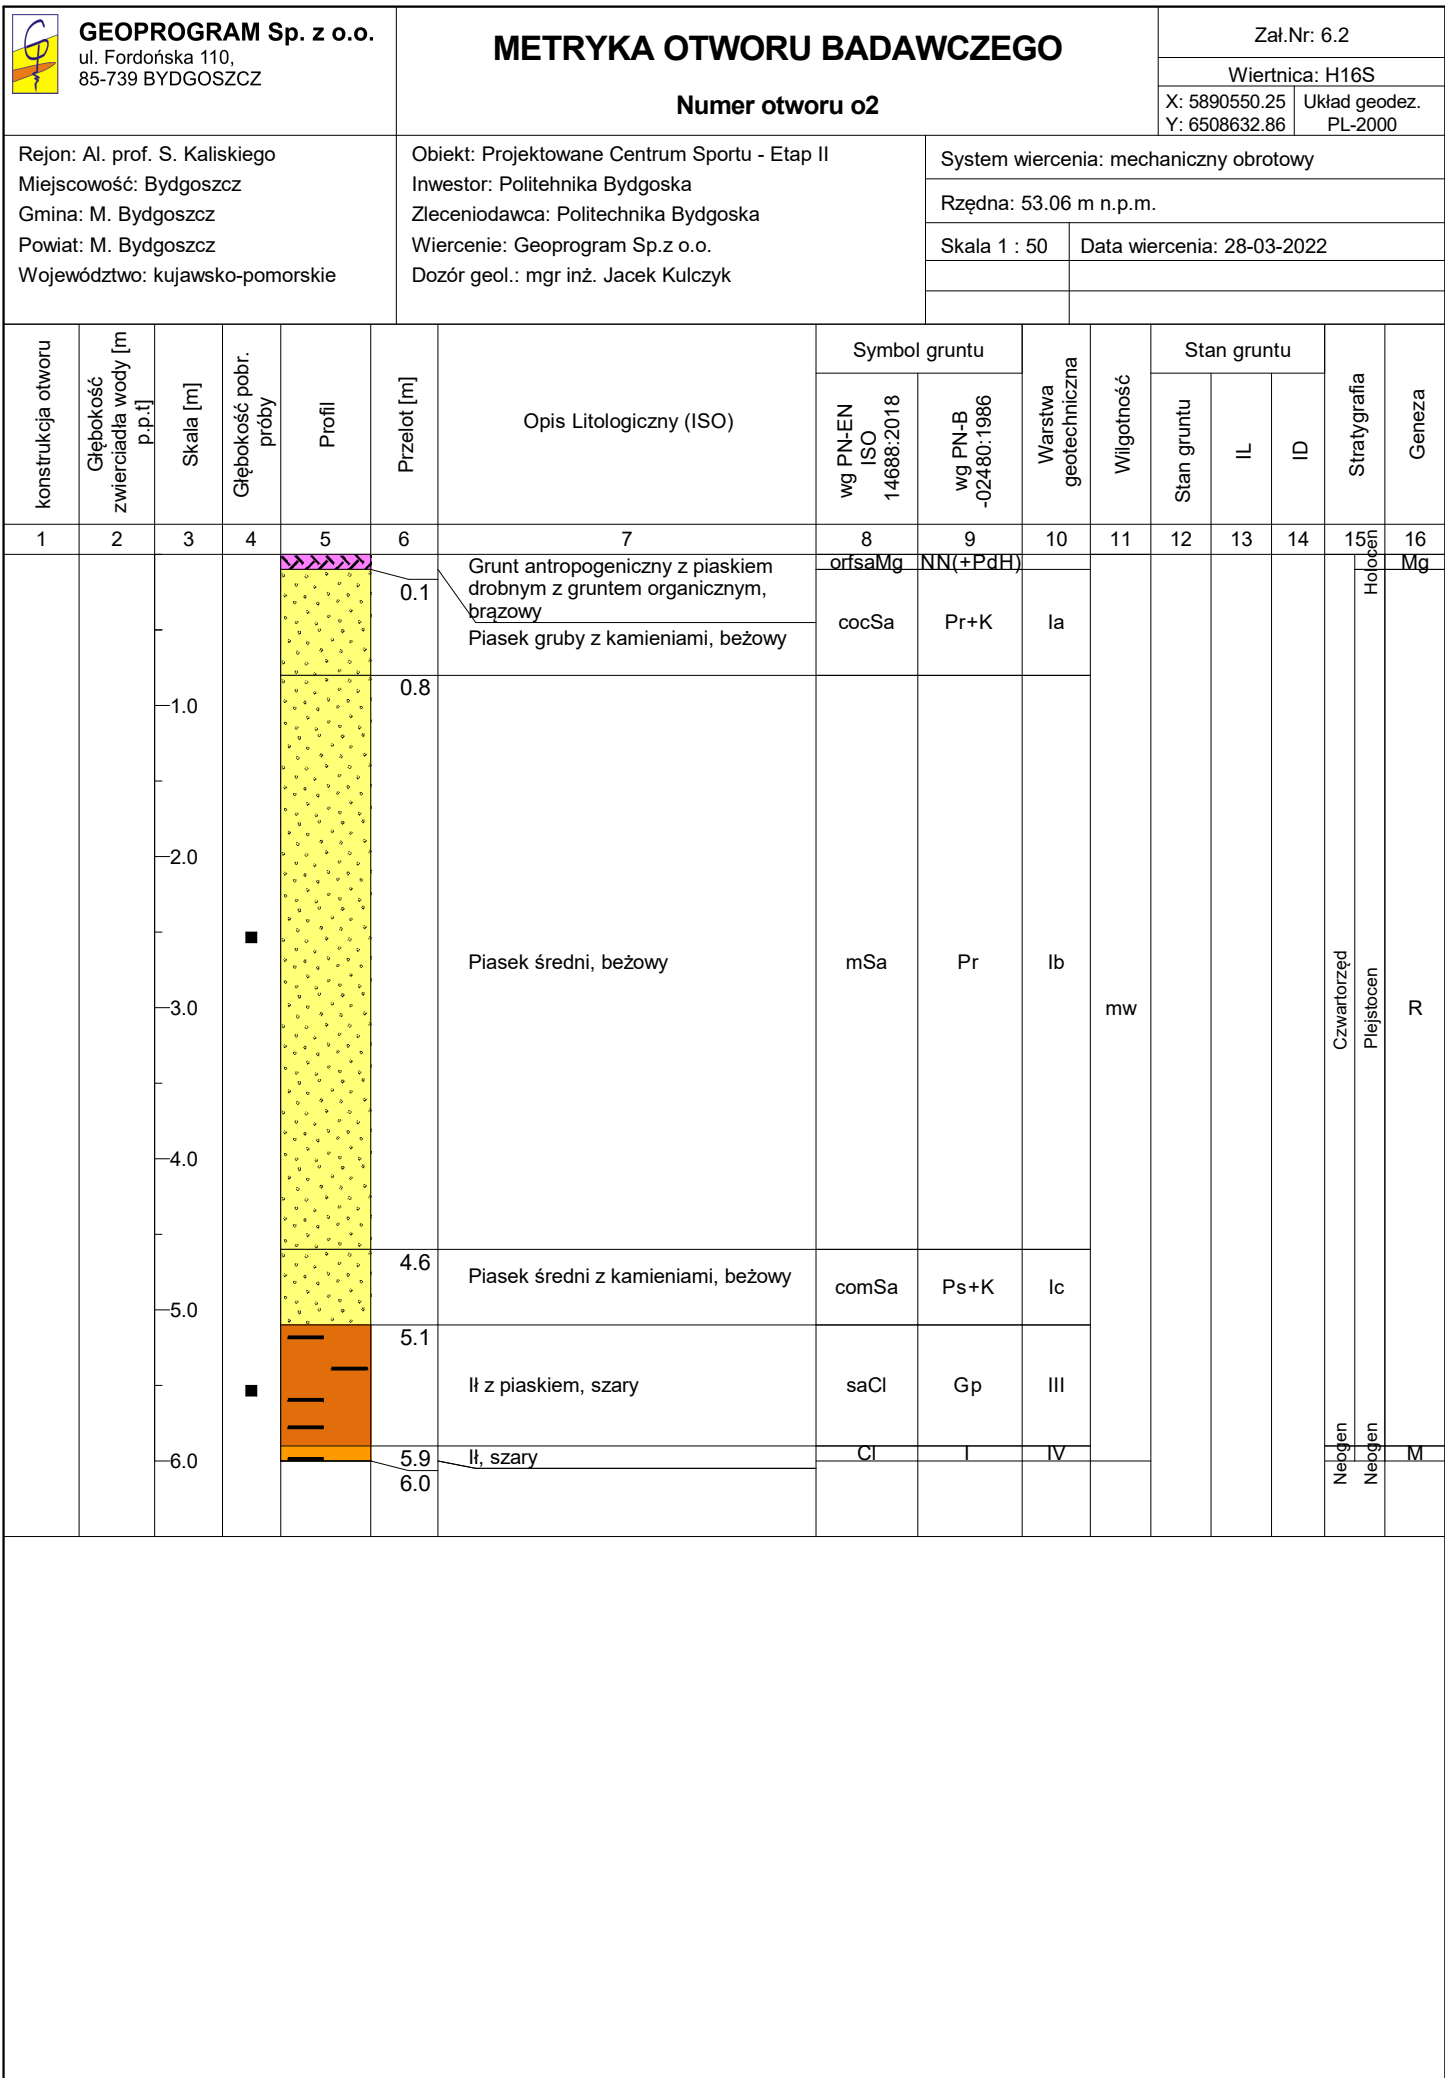 GEOPROGRAM Sp. z o.o.
ul. Fordońska 110,
85-739 BYDGOSZCZ
METRYKA OTWORU BADAWCZEGO
Numer otworu o2
Zał.Nr: 6.2
Wiertnica: H16S
X: 5890550.25
Y: 6508632.86
Układ geodez.
PL-2000
Rejon: Al. prof. S. Kaliskiego
Miejscowość: Bydgoszcz
Gmina: M. Bydgoszcz
Powiat: M. Bydgoszcz
Województwo: kujawsko-pomorskie
Obiekt: Projektowane Centrum Sportu - Etap II
Inwestor: Politehnika Bydgoska
Zleceniodawca: Politechnika Bydgoska
Wiercenie: Geoprogram Sp.z o.o.
Dozór geol.: mgr inż. Jacek Kulczyk
System wiercenia: mechaniczny obrotowy
Rzędna: 53.06 m n.p.m.
Skala 1 : 50
Data wiercenia: 28-03-2022
konstrukcja otworu
Głębokość
zwierciadła wody [m
p.p.t]
Skala [m]
Głębokość pobr.
próby
Profil
Przelot [m]
Opis Litologiczny (ISO)
Symbol gruntu
wg PN-EN
ISO
14688:2018
wg PN-B
-02480:1986
Warstwa
geotechniczna
Wilgotność
Stan gruntu
Stan gruntu
IL
ID
Stratygrafia
Geneza
1 2 3 4 5 6 7 8 9 10 11 12 13 14 15 16
Grunt antropogeniczny z piaskiem
drobnym z gruntem organicznym,
brązowy
orfsaMg NN(+PdH) Holocen Mg
0.1
Piasek gruby z kamieniami, beżowy
cocSa Pr+K Ia
0.8
1.0
2.0
Piasek średni, beżowy mSa Pr Ib
3.0
mw
Czwartorzęd
Plejstocen
R
4.0
4.6
Piasek średni z kamieniami, beżowy comSa Ps+K Ic
5.0
5.1
Ił z piaskiem, szary saCl Gp III
5.9
Ił, szary Cl I IV Neogen Neogen M
6.0
6.0